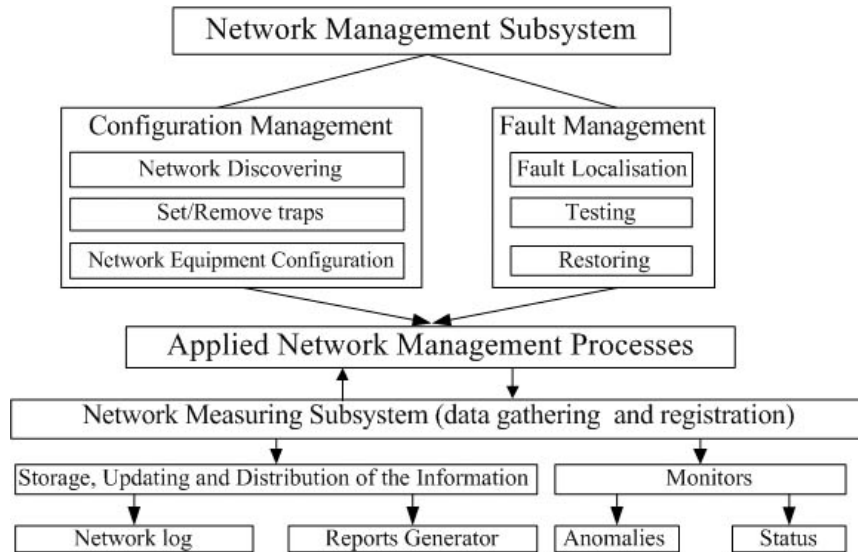 Network Management Subsystem
Configuration Management
Network Discovering
Set/Remove traps
Network Equipment Configuration
Fault Management
Fault Localisation
Testing
Restoring
Applied Network Management Processes
Network Measuring Subsystem (data gathering and registration)
Storage, Updating and Distribution of the Information
Monitors
Network log
Reports Generator
Anomalies
Status